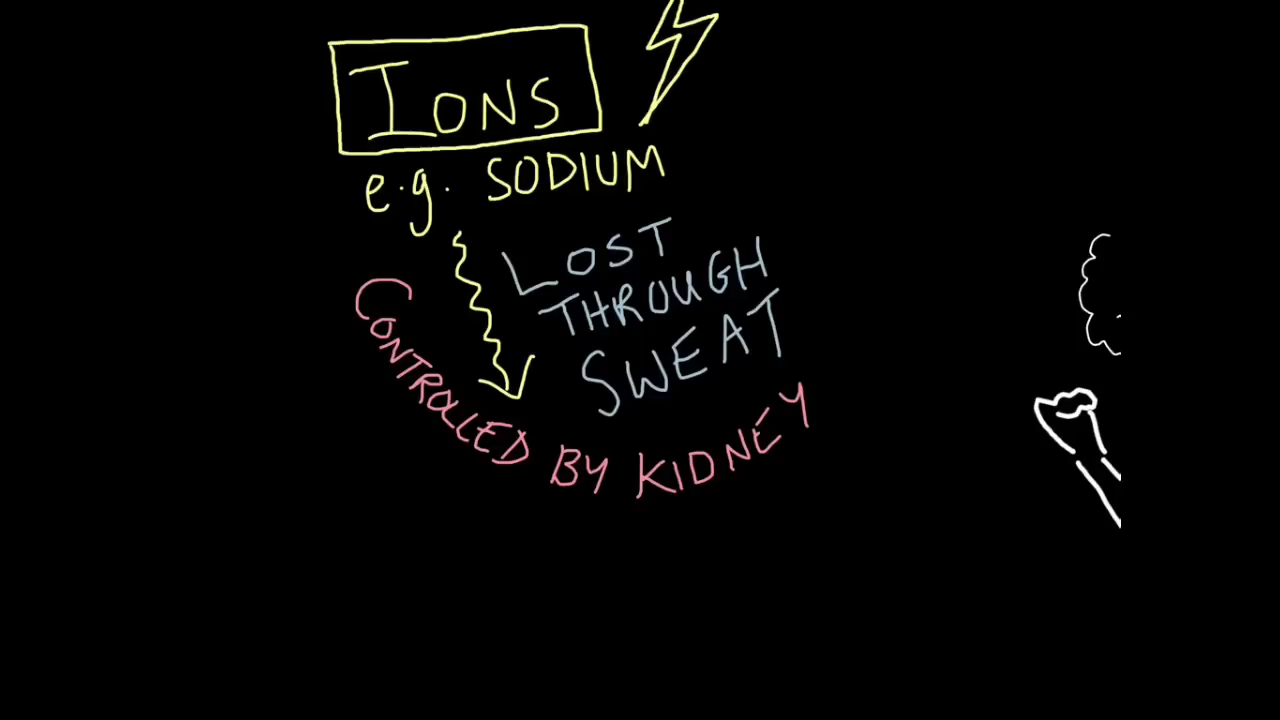 IONS
e.g. SODIUM
LOST
THROUGH
SWEAT
CONTROLLED BY KIDNEY